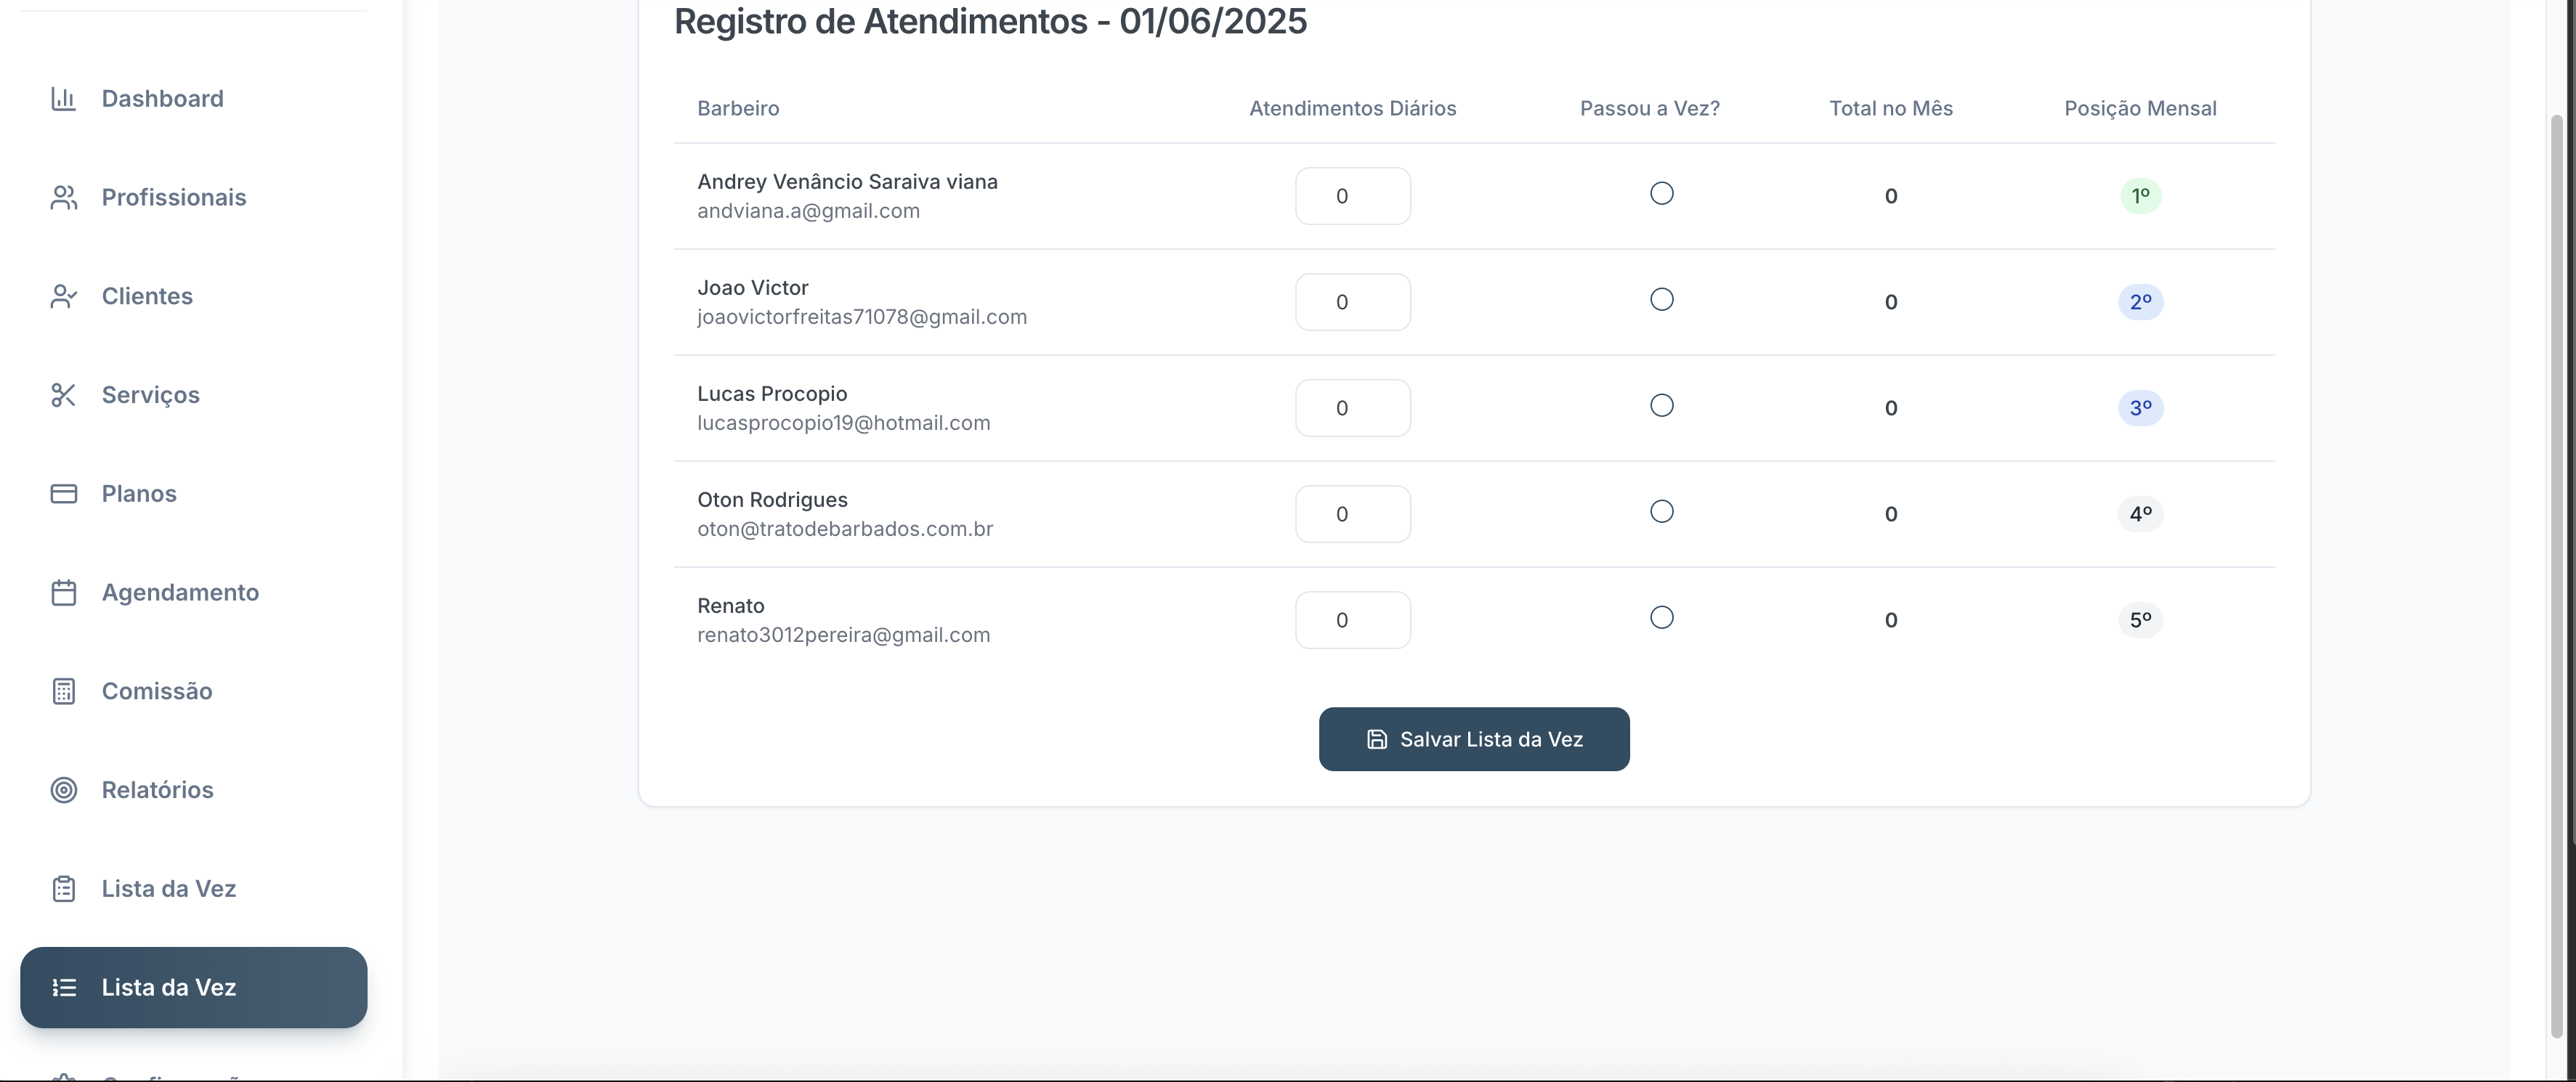 Registro de Atendimentos - 01/06/2025
Dashboard
Profissionais
Clientes
Serviços
Planos
Agendamento
Comissão
Relatórios
Lista da Vez
Lista da Vez
Barbeiro Atendimentos Diários Passou a Vez? Total no Mês Posição Mensal
Andrey Venâncio Saraiva viana
andviana.a@gmail.com
0 0 1º
Joao Victor
joaovictorfreitas71078@gmail.com
0 0 2º
Lucas Procopio
lucasprocopio19@hotmail.com
0 0 3º
Oton Rodrigues
oton@tratodebarbados.com.br
0 0 4º
Renato
renato3012pereira@gmail.com
0 0 5º
Salvar Lista da Vez